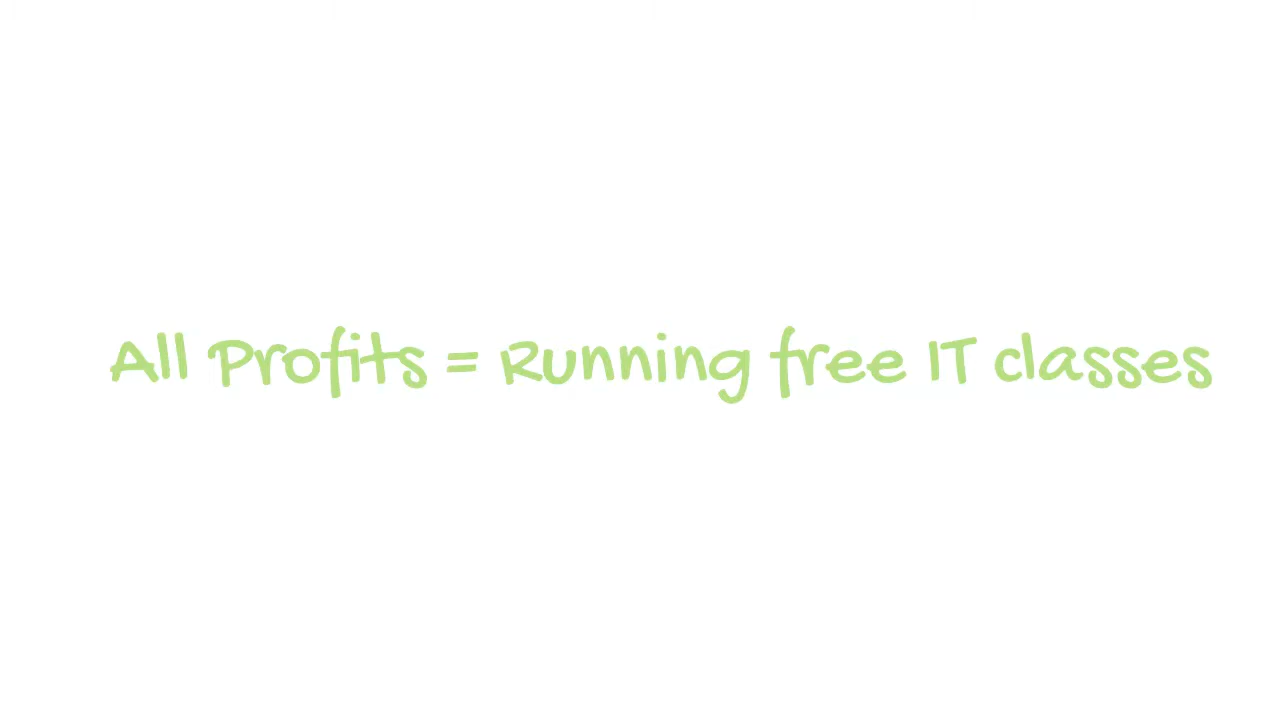 All Profits = Running free IT classes